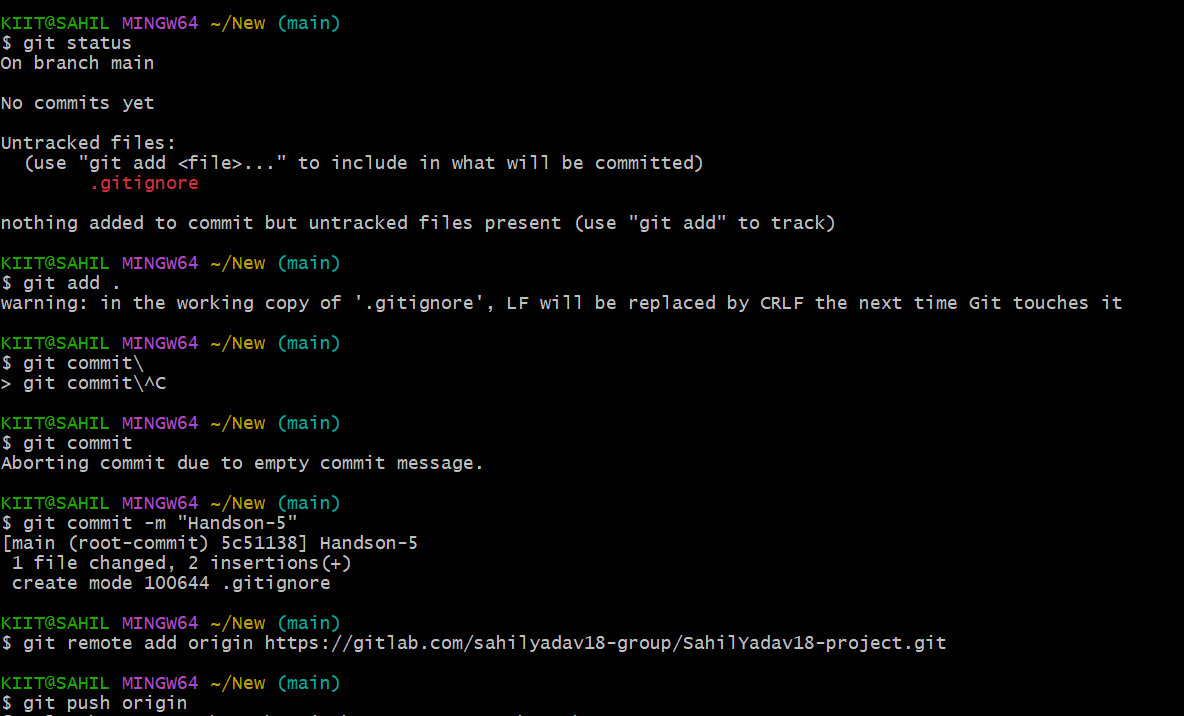 KIIT@SAHIL MINGW64 ~/New (main)
$ git status
On branch main
No commits yet
Untracked files:
  (use "git add <file>..." to include in what will be committed)
        .gitignore
nothing added to commit but untracked files present (use "git add" to track)
KIIT@SAHIL MINGW64 ~/New (main)
$ git add .
warning: in the working copy of '.gitignore', LF will be replaced by CRLF the next time Git touches it
KIIT@SAHIL MINGW64 ~/New (main)
$ git commit\
> git commit\^C
KIIT@SAHIL MINGW64 ~/New (main)
$ git commit
Aborting commit due to empty commit message.
KIIT@SAHIL MINGW64 ~/New (main)
$ git commit -m "Handson-5"
[main (root-commit) 5c51138] Handson-5
 1 file changed, 2 insertions(+)
 create mode 100644 .gitignore
KIIT@SAHIL MINGW64 ~/New (main)
$ git remote add origin https://gitlab.com/sahilyadav18-group/SahilYadav18-project.git
KIIT@SAHIL MINGW64 ~/New (main)
$ git push origin